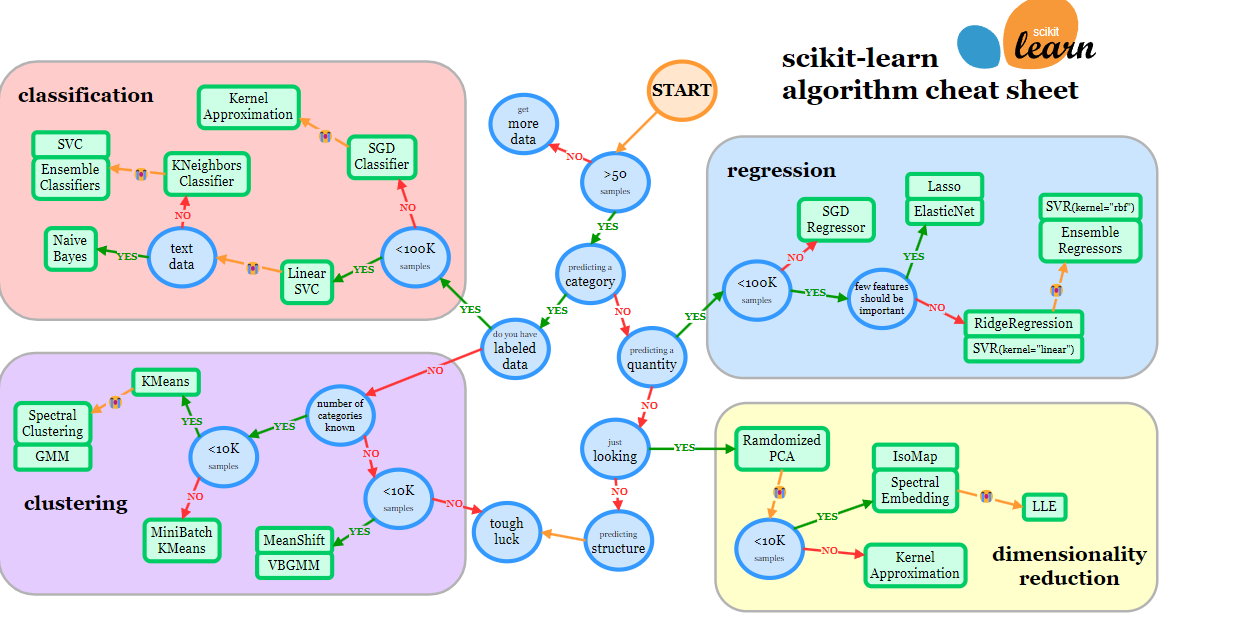 scikit
learn
scikit-learn
algorithm cheat sheet
START
get
more
data
NO
>50
samples
YES
predicting a
category
YES
NO
do you have
labeled
data
YES
NO
predicting a
quantity
YES
NO
just
looking
YES
NO
predicting
structure
tough
luck
classification
Kernel
Approximation
SVC
Ensemble
Classifiers
KNeighbors
Classifier
SGD
Classifier
NO
NO
Naive
Bayes
YES
text
data
Linear
SVC
YES
<100K
samples
regression
SGD
Regressor
Lasso
ElasticNet
SVR(kernel="rbf")
Ensemble
Regressors
NO
YES
<100K
samples
YES
few features
should be
important
NO
RidgeRegression
SVR(kernel="linear")
clustering
KMeans
Spectral
Clustering
GMM
YES
<10K
samples
YES
number of
categories
known
NO
NO
<10K
samples
NO
MiniBatch
KMeans
MeanShift
VBGMM
YES
dimensionality
reduction
Ramdomized
PCA
IsoMap
Spectral
Embedding
LLE
YES
<10K
samples
NO
Kernel
Approximation